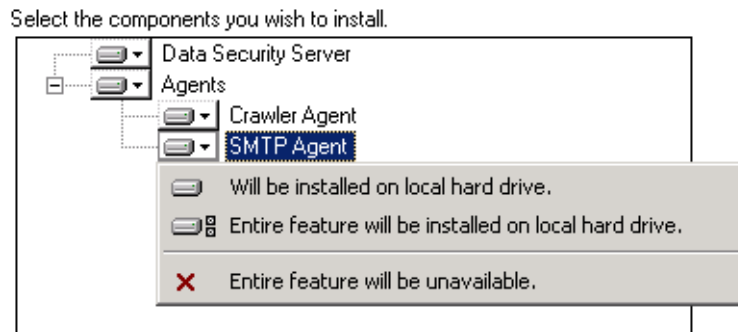 Select the components you wish to install.
Data Security Server
Agents
Crawler Agent
SMTP Agent
Will be installed on local hard drive.
Entire feature will be installed on local hard drive.
Entire feature will be unavailable.